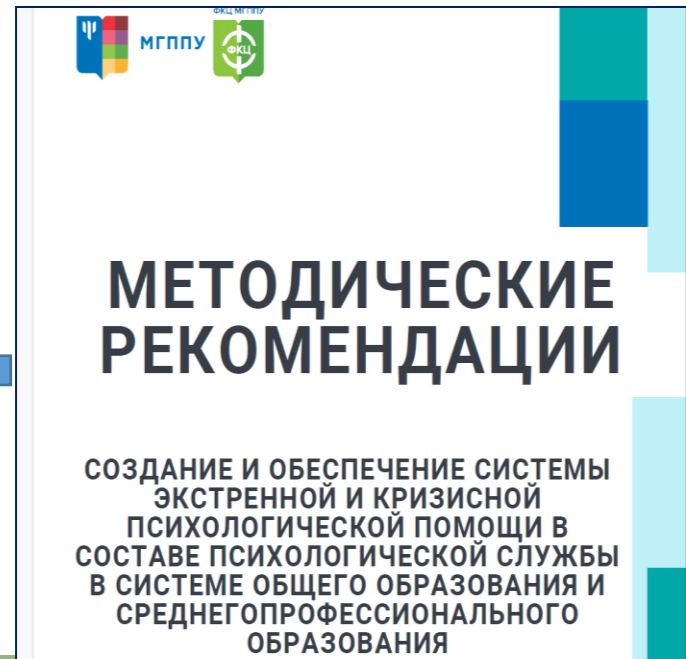 ФКЦ МГППУ
Ψ
МГППУ
ФКЦ
МЕТОДИЧЕСКИЕ
РЕКОМЕНДАЦИИ
СОЗДАНИЕ И ОБЕСПЕЧЕНИЕ СИСТЕМЫ
ЭКСТРЕННОЙ И КРИЗИСНОЙ
ПСИХОЛОГИЧЕСКОЙ ПОМОЩИ В
СОСТАВЕ ПСИХОЛОГИЧЕСКОЙ СЛУЖБЫ
В СИСТЕМЕ ОБЩЕГО ОБРАЗОВАНИЯ И
СРЕДНЕГОПРОФЕССИОНАЛЬНОГО
ОБРАЗОВАНИЯ